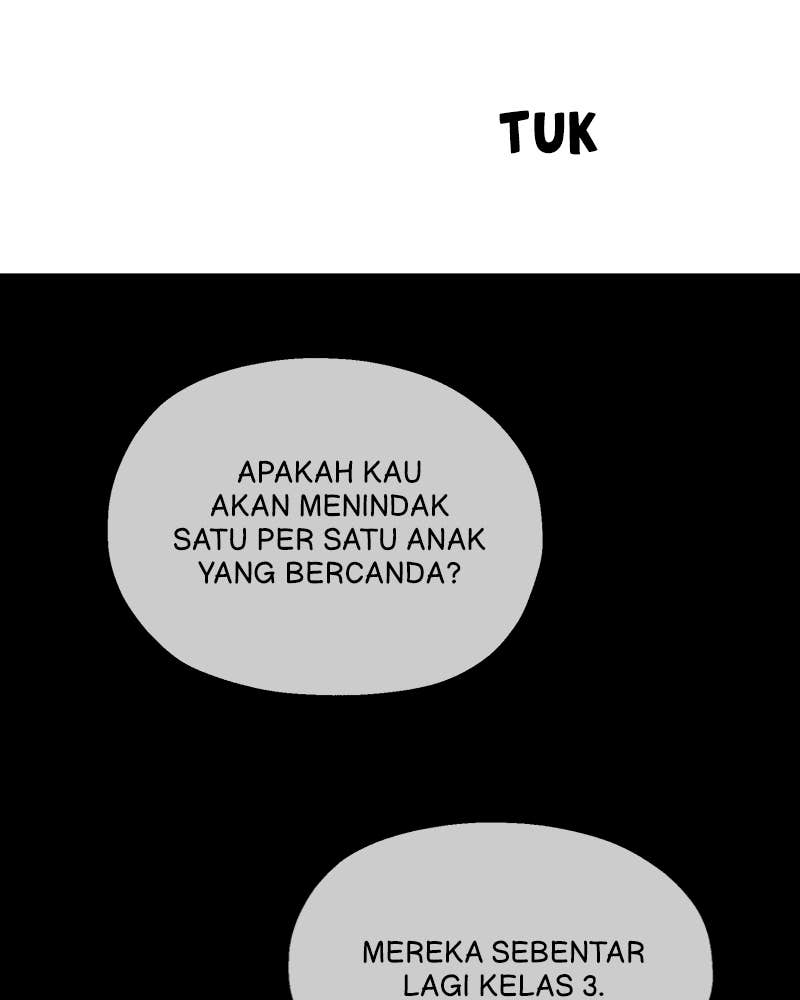 TUK
APAKAH KAU
AKAN MENINDAK
SATU PER SATU ANAK
YANG BERCANDA?
MEREKA SEBENTAR
LAGI KELAS 3.